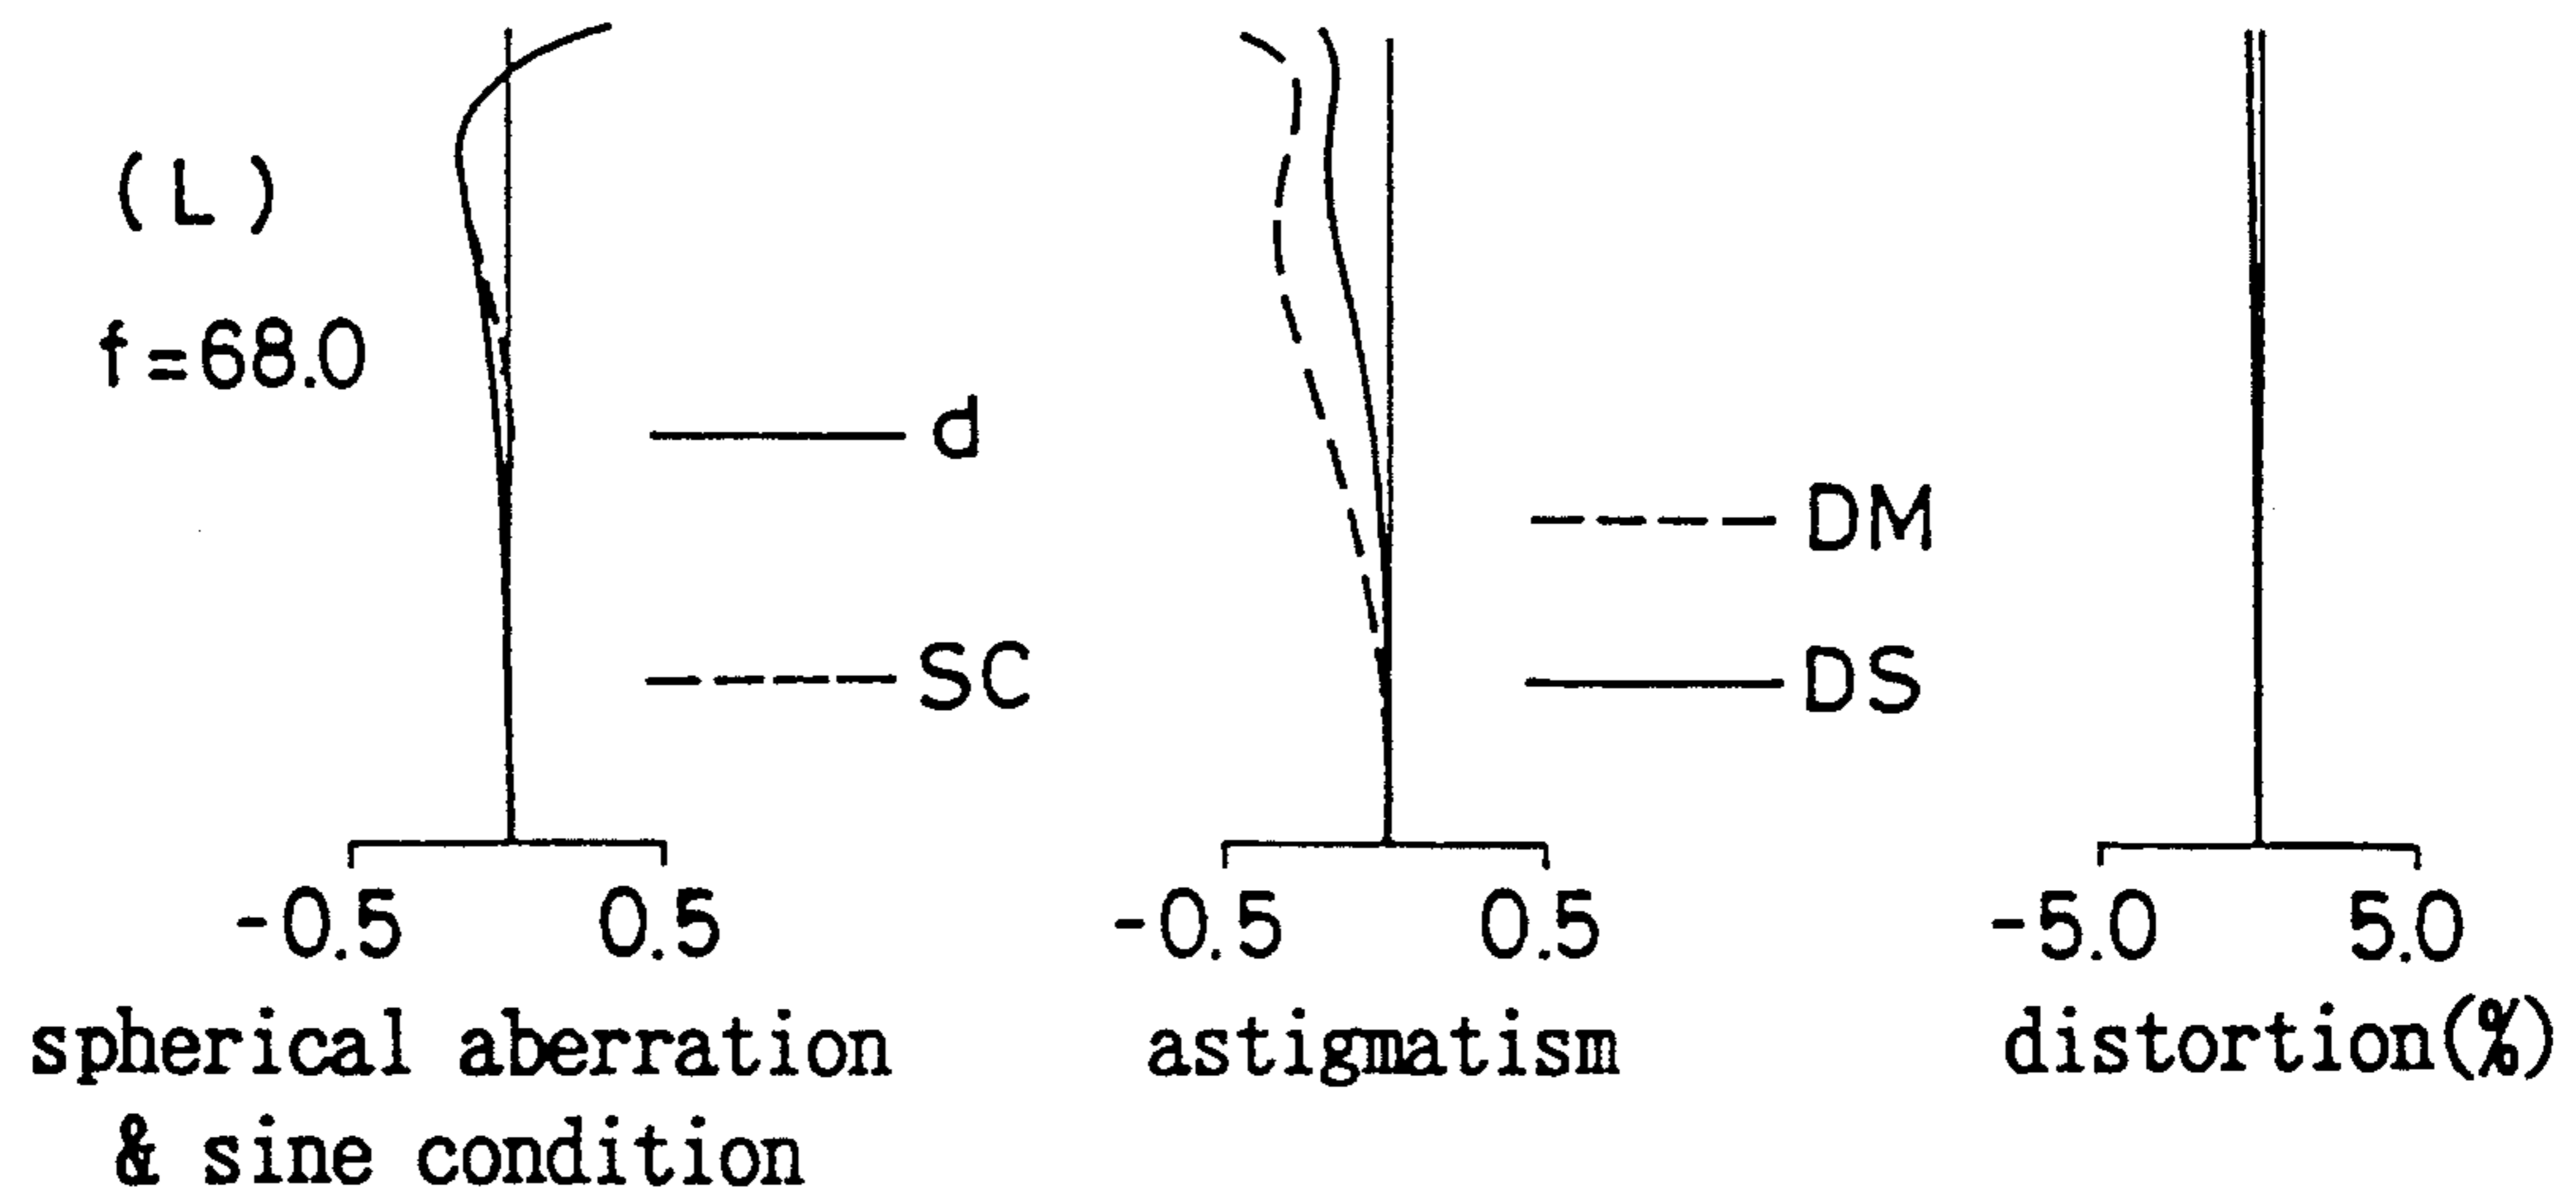 (L)
f=68.0
d
SC
-0.5 0.5
spherical aberration
& sine condition
DM
DS
-0.5 0.5
astigmatism
-5.0 5.0
distortion(%)